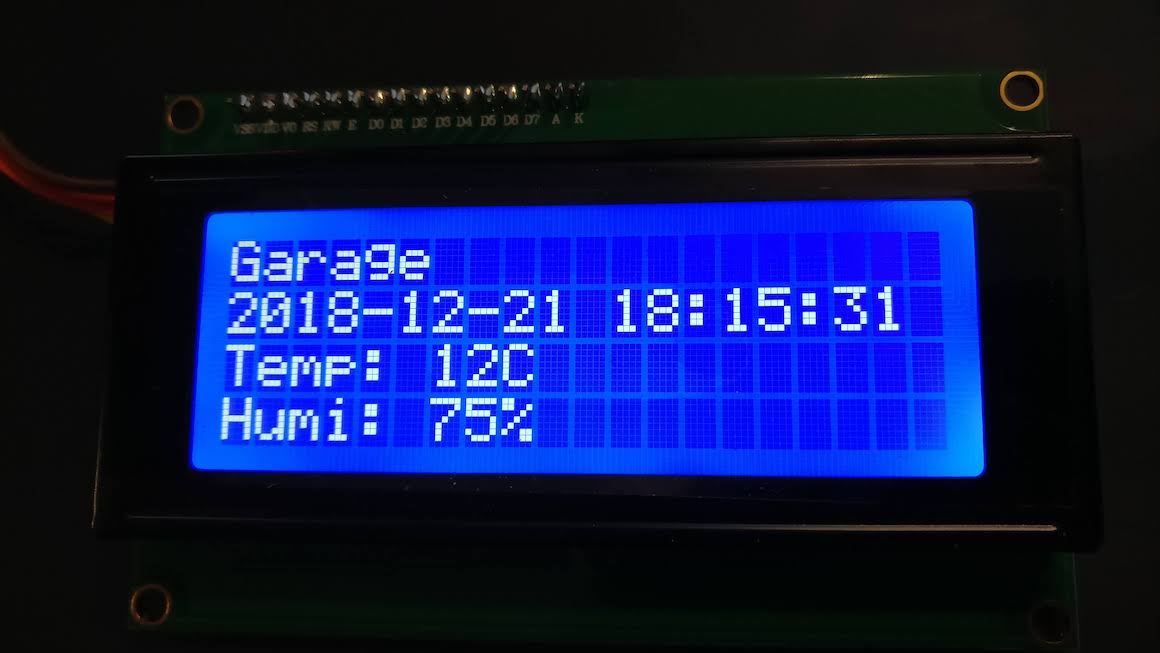 VSS VDD V0 RS RW E D0 D1 D2 D3 D4 D5 D6 D7 A K
Garage
2018-12-21 18:15:31
Temp: 12C
Humi: 75%